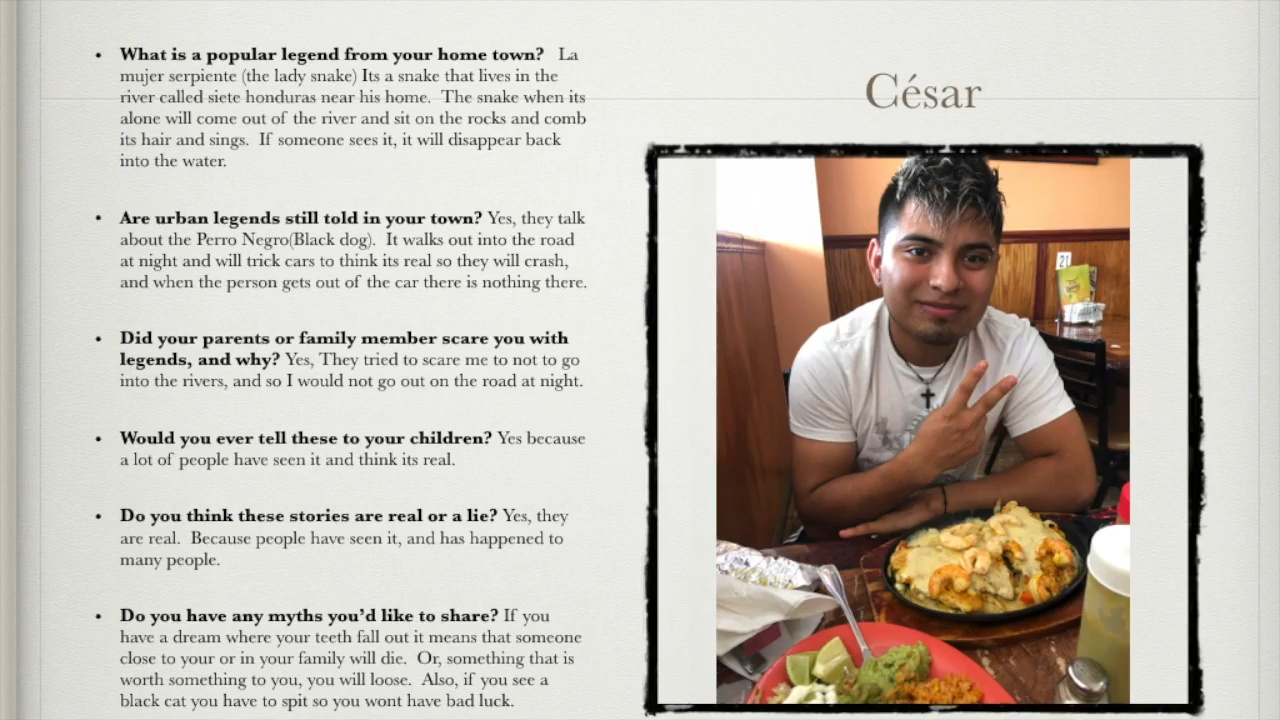 • What is a popular legend from your home town? La
mujer serpiente (the lady snake) Its a snake that lives in the
river called siete honduras near his home. The snake when its
alone will come out of the river and sit on the rocks and comb
its hair and sings. If someone sees it, it will disappear back
into the water.
• Are urban legends still told in your town? Yes, they talk
about the Perro Negro(Black dog). It walks out into the road
at night and will trick cars to think its real so they will crash,
and when the person gets out of the car there is nothing there.
• Did your parents or family member scare you with
legends, and why? Yes, They tried to scare me to not to go
into the rivers, and so I would not go out on the road at night.
• Would you ever tell these to your children? Yes because
a lot of people have seen it and think its real.
• Do you think these stories are real or a lie? Yes, they
are real. Because people have seen it, and has happened to
many people.
• Do you have any myths you’d like to share? If you
have a dream where your teeth fall out it means that someone
close to your or in your family will die. Or, something that is
worth something to you, you will loose. Also, if you see a
black cat you have to spit so you wont have bad luck.
César
21